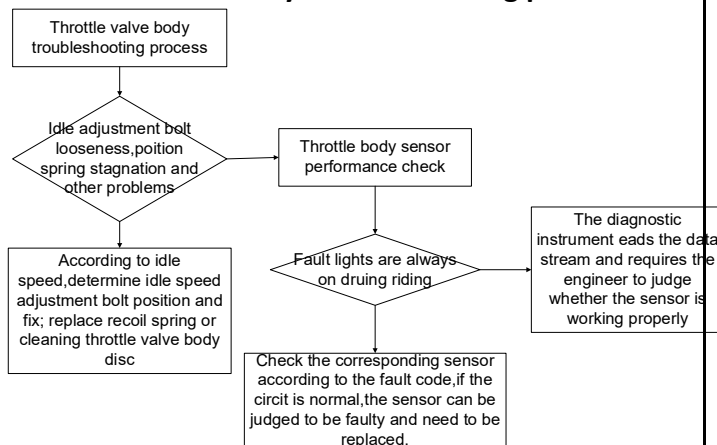 Throttle valve body
troubleshooting process
Idle adjustment bolt
looseness,poition
spring stagnation and
other problems
Throttle body sensor
performance check
According to idle
speed,determine idle speed
adjustment bolt position and
fix; replace recoil spring or
cleaning throttle valve body
disc
Fault lights are always
on druing riding
The diagnostic
instrument eads the data
stream and requires the
engineer to judge
whether the sensor is
working properly
Check the corresponding sensor
according to the fault code,if the
circit is normal,the sensor can be
judged to be faulty and need to be
replaced.